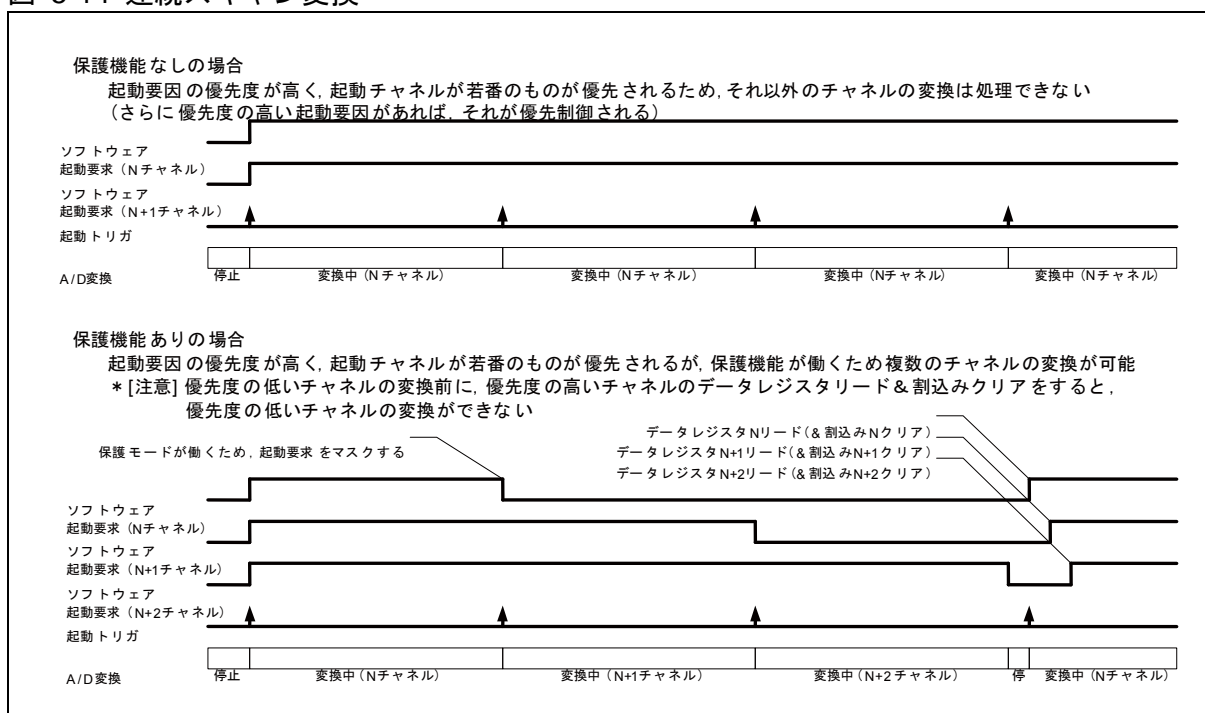 保護機能なしの場合
起動要因の優先度が高く, 起動チャネルが若番のものが優先されるため, それ以外のチャネルの変換は処理できない
(さらに優先度の高い起動要因があれば, それが優先制御される)
ソフトウェア
起動要求(Nチャネル)
ソフトウェア
起動要求(N+1チャネル)
起動トリガ
A/D変換
停止
変換中(Nチャネル)
変換中(Nチャネル)
変換中(Nチャネル)
変換中(Nチャネル)
保護機能ありの場合
起動要因の優先度が高く, 起動チャネルが若番のものが優先されるが, 保護機能が働くため複数のチャネルの変換が可能
*[注意] 優先度の低いチャネルの変換前に, 優先度の高いチャネルのデータレジスタリード&割込みクリアをすると,
優先度の低いチャネルの変換ができない
保護モードが働くため, 起動要求をマスクする
データレジスタNリード(&割込みNクリア)
データレジスタN+1リード(&割込みN+1クリア)
データレジスタN+2リード(&割込みN+2クリア)
ソフトウェア
起動要求(Nチャネル)
ソフトウェア
起動要求(N+1チャネル)
ソフトウェア
起動要求(N+2チャネル)
起動トリガ
A/D変換
停止
変換中(Nチャネル)
変換中(N+1チャネル)
変換中(N+2チャネル)
停
変換中(Nチャネル)